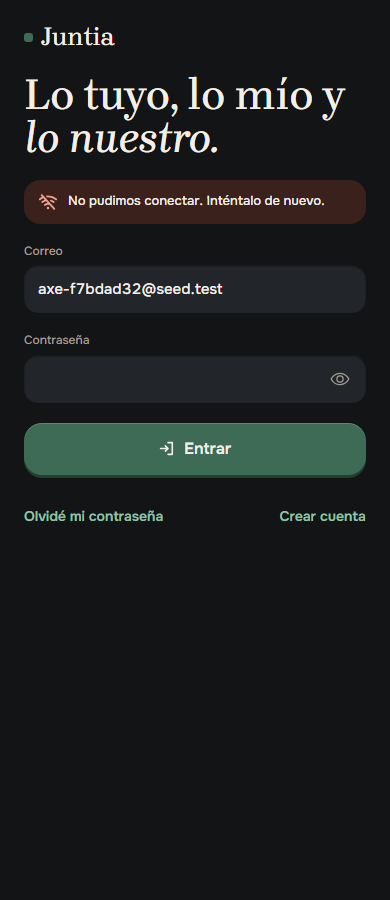 Juntia
Lo tuyo, lo mío y
lo nuestro.
No pudimos conectar. Inténtalo de nuevo.
Correo
axe-f7bdad32@seed.test
Contraseña
Entrar
Olvidé mi contraseña
Crear cuenta